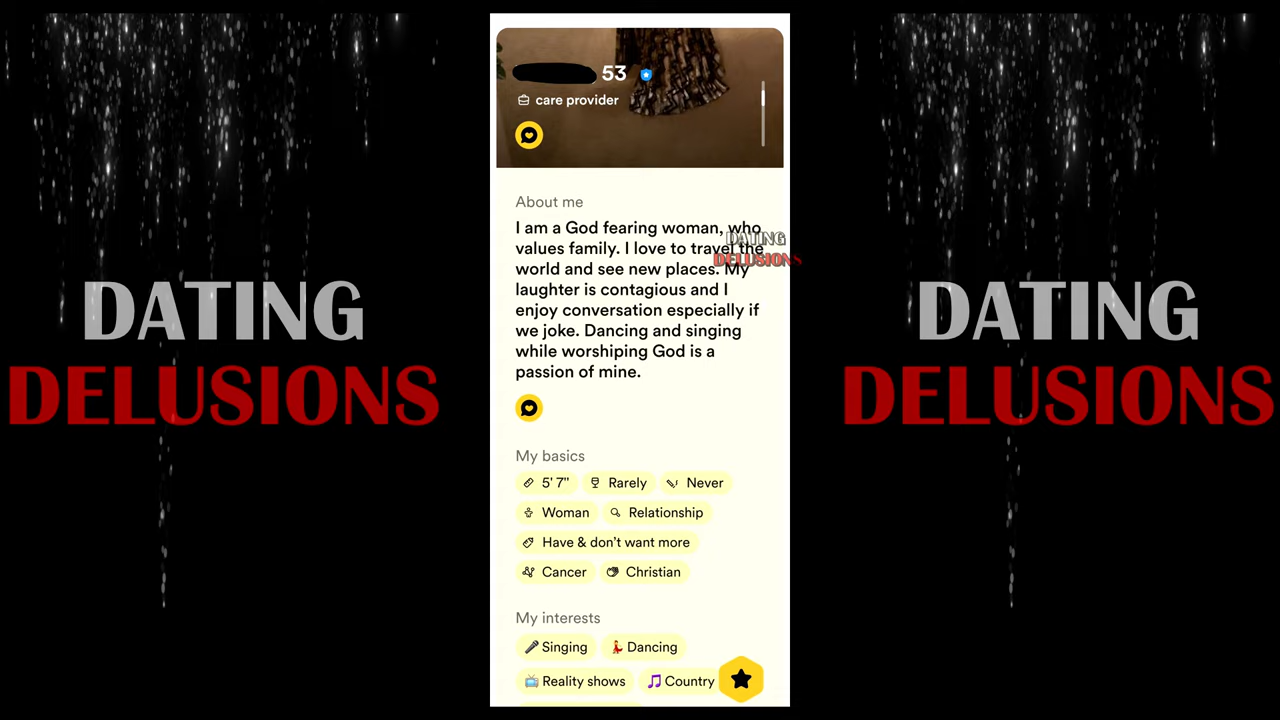 DATING
DELUSIONS
53
care provider
About me
I am a God fearing woman, who
values family. I love to travel the
world and see new places. My
laughter is contagious and I
enjoy conversation especially if
we joke. Dancing and singing
while worshiping God is a
passion of mine.
DATING
DELUSIONS
My basics
5' 7" Rarely Never
Woman Relationship
Have & don't want more
Cancer Christian
My interests
Singing Dancing
Reality shows Country
DATING
DELUSIONS